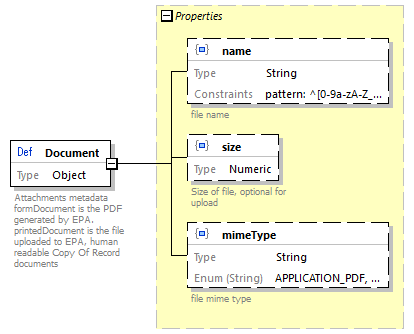 Properties
name
Type String
Constraints pattern: ^[0-9a-zA-Z_...
file name
Def Document
Type Object
Attachments metadata
formDocument is the PDF
generated by EPA.
printedDocument is the file
uploaded to EPA, human
readable Copy Of Record
documents
size
Type Numeric
Size of file, optional for
upload
mimeType
Type String
Enum (String) APPLICATION_PDF, ...
file mime type